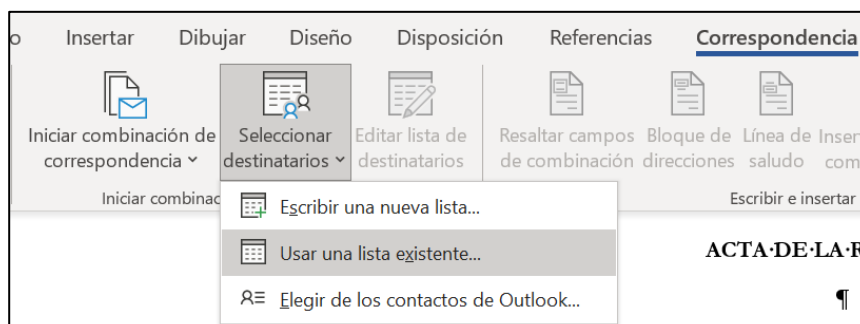 o Insertar Dibujar Diseño Disposición Referencias Correspondencia
Iniciar combinación de
correspondencia
Seleccionar
destinatarios
Editar lista de
destinatarios
Resaltar campos
de combinación
Bloque de
direcciones
Línea de
saludo
Inser
com
Iniciar combinac
Escribir e insertar
Escribir una nueva lista...
Usar una lista existente...
Elegir de los contactos de Outlook...
ACTA·DE·LA·R
¶